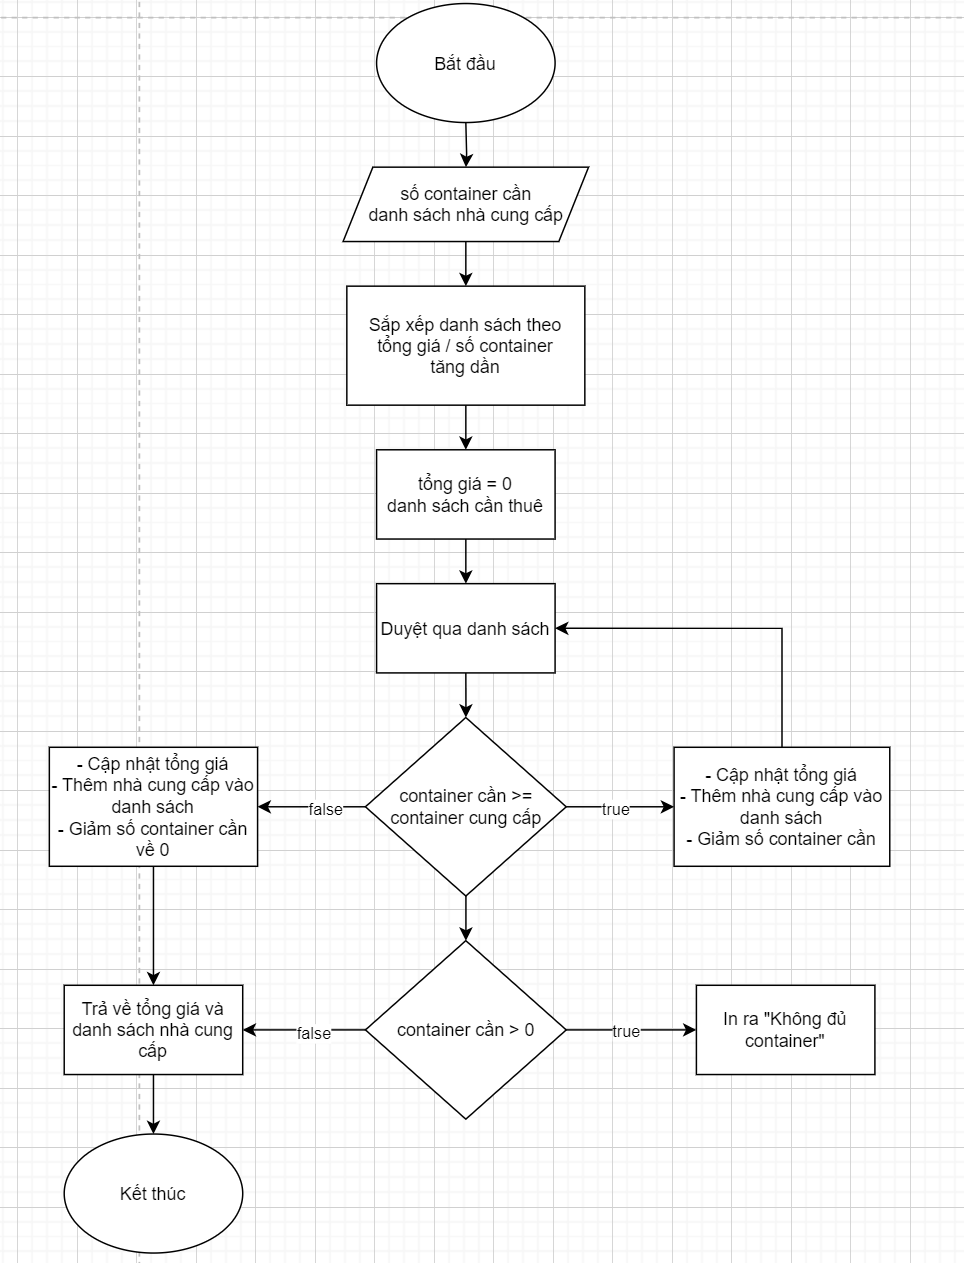 Bắt đầu
số container cần
danh sách nhà cung cấp
Sắp xếp danh sách theo
tổng giá / số container
tăng dần
tổng giá = 0
danh sách cần thuê
Duyệt qua danh sách
container cần >=
container cung cấp
false
true
- Cập nhật tổng giá
- Thêm nhà cung cấp vào
danh sách
- Giảm số container cần
về 0
- Cập nhật tổng giá
- Thêm nhà cung cấp vào
danh sách
- Giảm số container cần
container cần > 0
false
true
Trả về tổng giá và
danh sách nhà cung
cấp
In ra "Không đủ
container"
Kết thúc